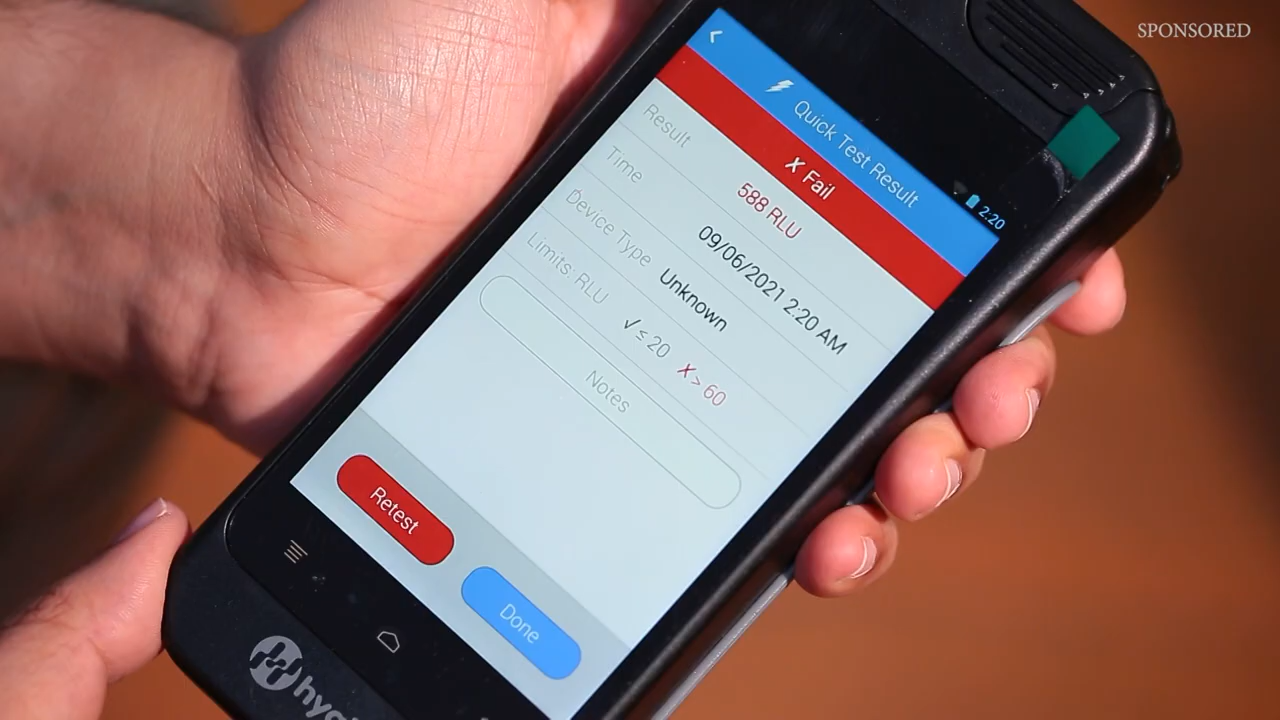 SPONSORED
2:20
Quick Test Result
X Fail
Result 588 RLU
Time 09/06/2021 2:20 AM
Device Type Unknown
Limits: RLU ✓ ≤ 20 X > 60
Notes
Retest
Done